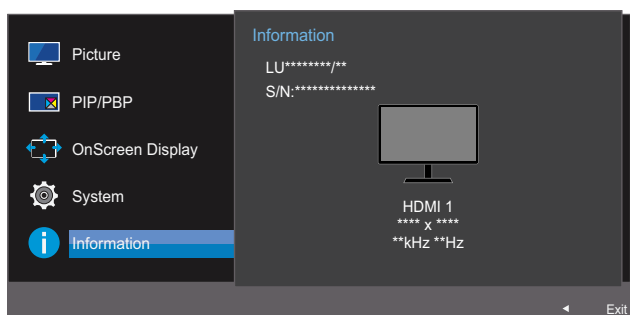 Picture
PIP/PBP
OnScreen Display
System
Information
Information
LU********/**
S/N:**************
HDMI 1
**** x ****
**kHz **Hz
Exit